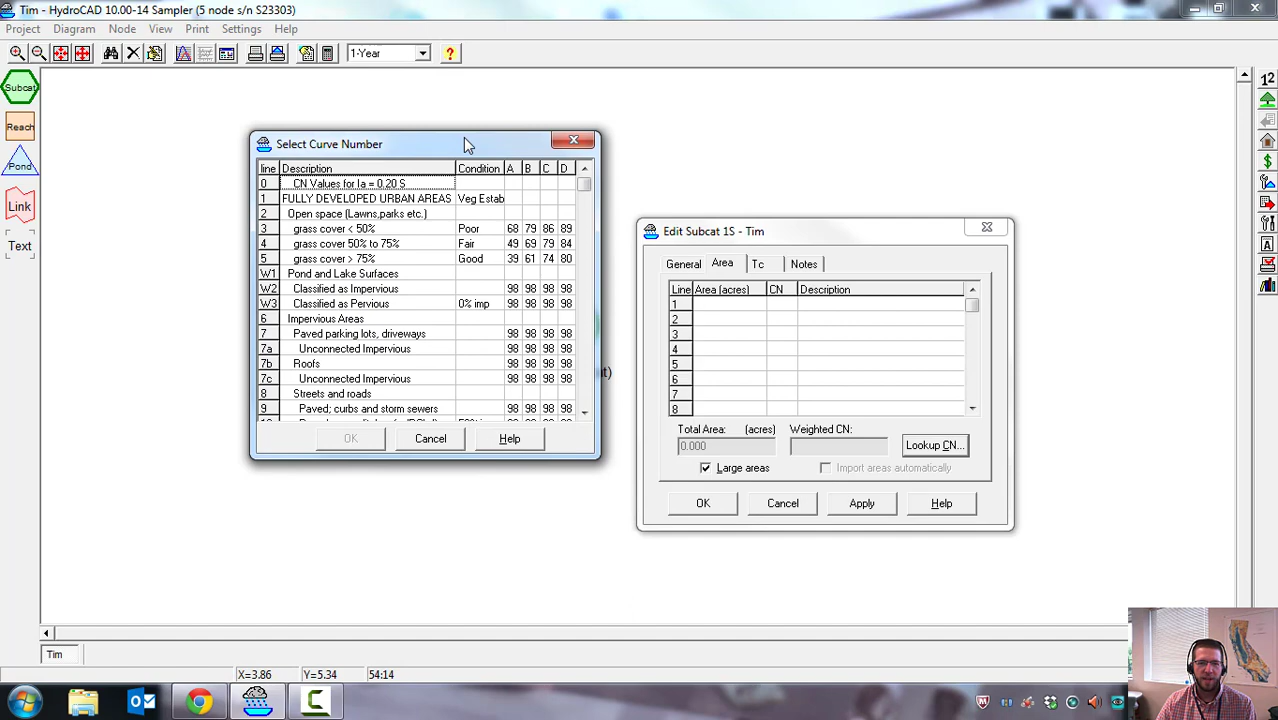 Tim - HydroCAD 10.00-14 Sampler (5 node s/n S23303)
Project Diagram Node View Print Settings Help
1-Year
Subcat
Reach
Pond
Link
Text
12
Select Curve Number
line Description Condition A B C D
0 CN Values for Ia = 0.20 S
1 FULLY DEVELOPED URBAN AREAS Veg Estab
2 Open space (Lawns,parks etc.)
3 grass cover < 50% Poor 68 79 86 89
4 grass cover 50% to 75% Fair 49 69 79 84
5 grass cover > 75% Good 39 61 74 80
W1 Pond and Lake Surfaces
W2 Classified as Impervious 98 98 98 98
W3 Classified as Pervious 0% imp 98 98 98 98
6 Impervious Areas
7 Paved parking lots, driveways 98 98 98 98
7a Unconnected Impervious 98 98 98 98
7b Roofs 98 98 98 98
7c Unconnected Impervious 98 98 98 98
8 Streets and roads
9 Paved; curbs and storm sewers 98 98 98 98
OK Cancel Help
Edit Subcat 1S - Tim
General Area Tc Notes
Line Area (acres) CN Description
1
2
3
4
5
6
7
8
Total Area: (acres) Weighted CN:
0.000 Lookup CN...
Large areas Import areas automatically
OK Cancel Apply Help
Tim
X=3.86 Y=5.34 54:14